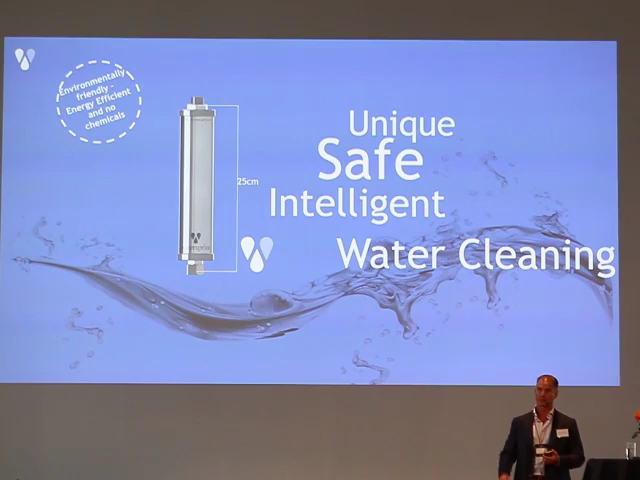 Environmentally
friendly -
Energy Efficient
and no
chemicals
25cm
Unique
Safe
Intelligent
Water Cleaning